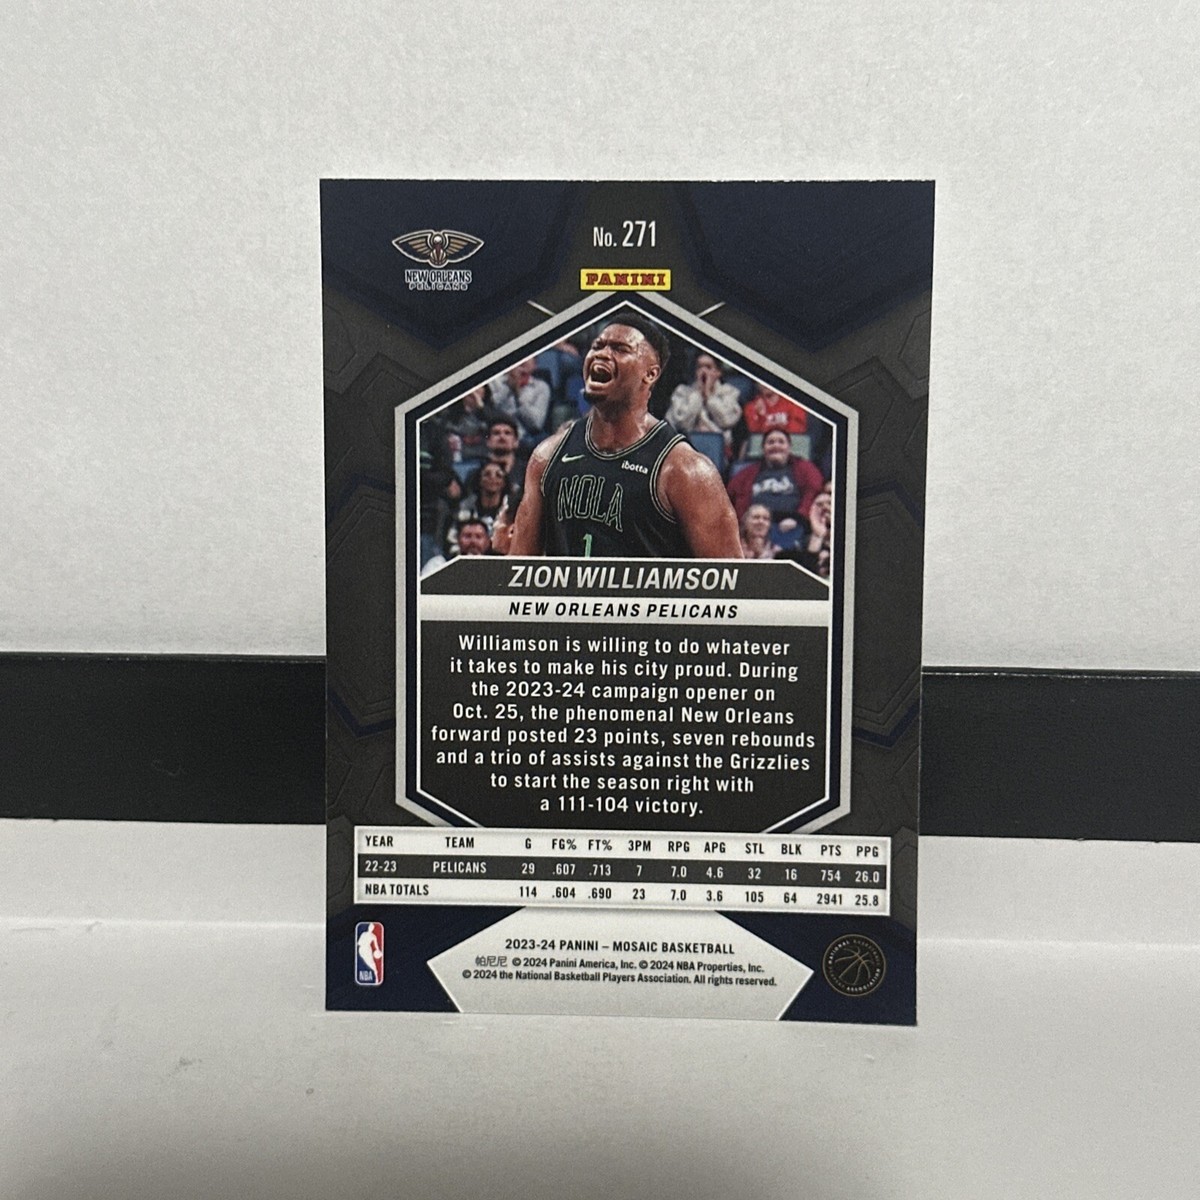 No. 271
NEW ORLEANS
PELICANS
PANINI
ibotta
NOLA
1
ZION WILLIAMSON
NEW ORLEANS PELICANS
Williamson is willing to do whatever
it takes to make his city proud. During
the 2023-24 campaign opener on
Oct. 25, the phenomenal New Orleans
forward posted 23 points, seven rebounds
and a trio of assists against the Grizzlies
to start the season right with
a 111-104 victory.
YEAR TEAM G FG% FT% 3PM RPG APG STL BLK PTS PPG
22-23 PELICANS 29 .607 .713 7 7.0 4.6 32 16 754 26.0
NBA TOTALS 114 .604 .690 23 7.0 3.6 105 64 2941 25.8
2023-24 PANINI – MOSAIC BASKETBALL
帕尼尼 © 2024 Panini America, Inc. © 2024 NBA Properties, Inc.
© 2024 the National Basketball Players Association. All rights reserved.
NBA
NATIONAL BASKETBALL
PLAYERS ASSOCIATION